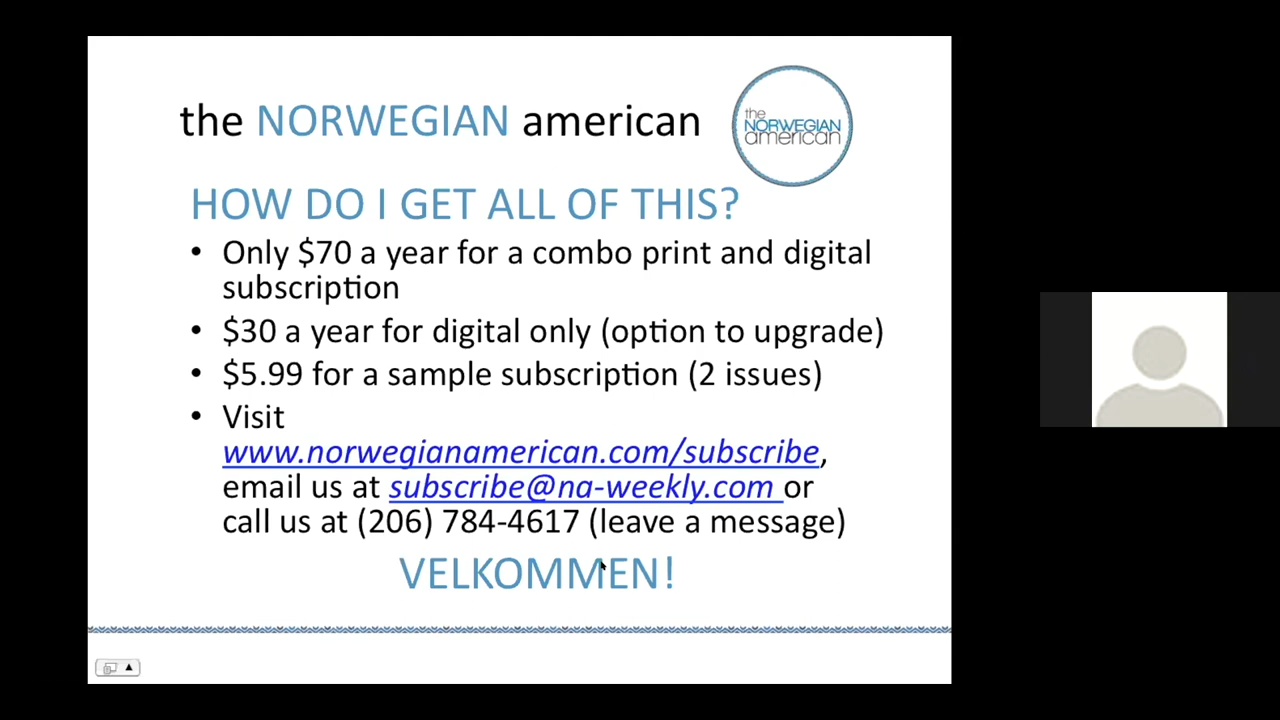 the NORWEGIAN american
the
NORWEGIAN
american
HOW DO I GET ALL OF THIS?
• Only $70 a year for a combo print and digital
subscription
• $30 a year for digital only (option to upgrade)
• $5.99 for a sample subscription (2 issues)
• Visit
www.norwegianamerican.com/subscribe,
email us at subscribe@na-weekly.com or
call us at (206) 784-4617 (leave a message)
VELKOMMEN!